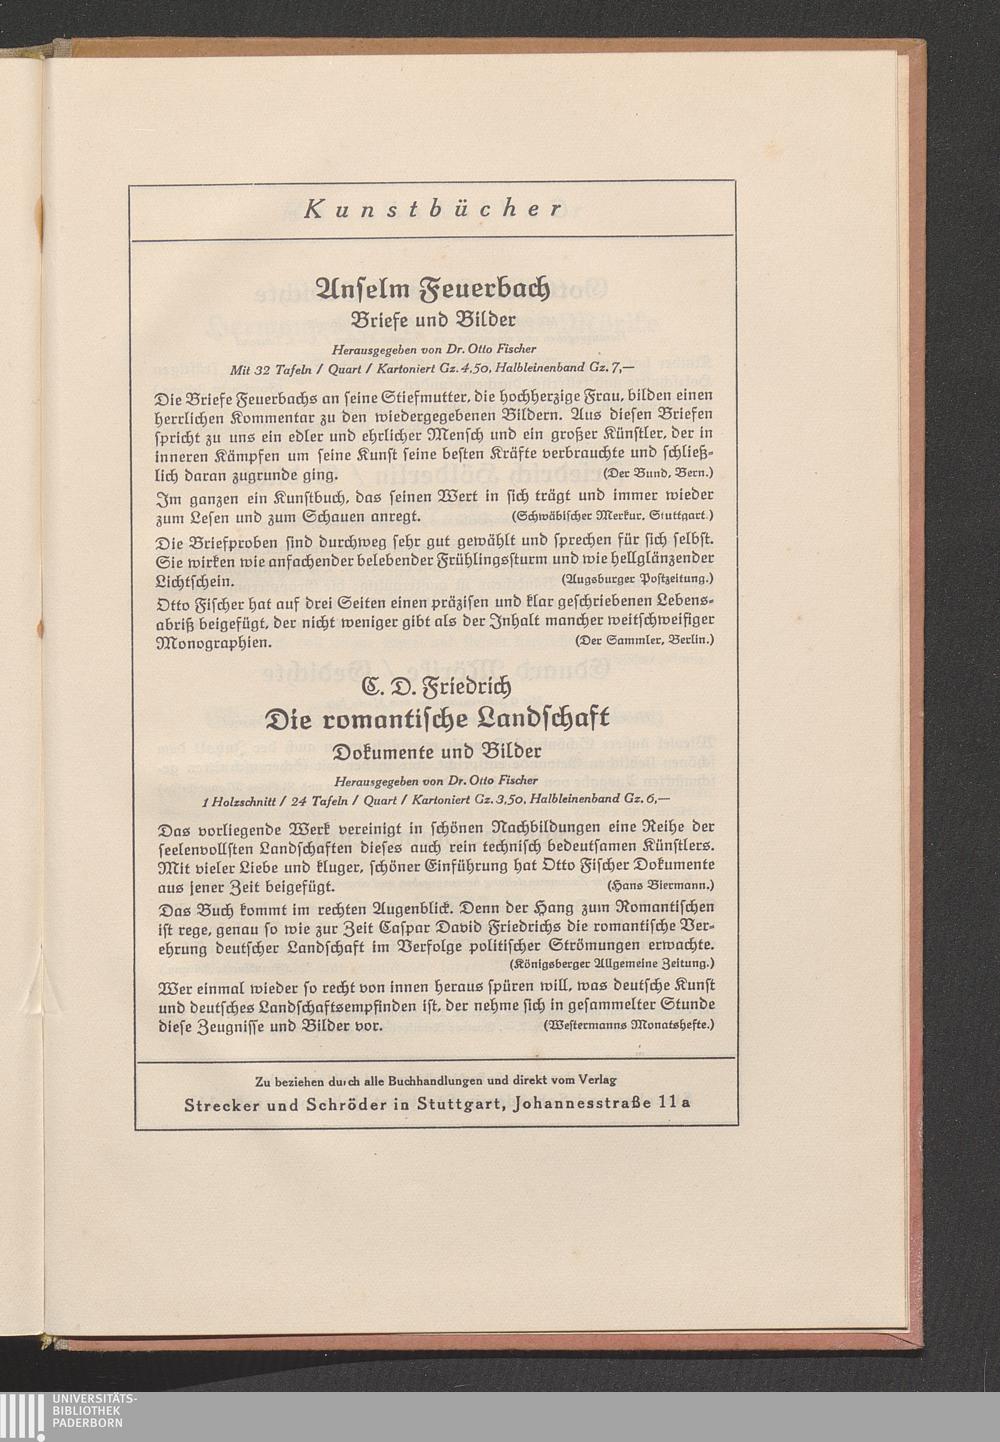 Kunstbücher
Anselm Feuerbach
Briefe und Bilder
Herausgegeben von Dr. Otto Fischer
Mit 32 Tafeln / Quart / Kartoniert Gz. 4,50, Halbleinenband Gz. 7,—
Die Briefe Feuerbachs an seine Stiefmutter, die hochherzige Frau, bilden einen
herrlichen Kommentar zu den wiedergegebenen Bildern. Aus diesen Briefen
spricht zu uns ein edler und ehrlicher Mensch und ein großer Künstler, der in
inneren Kämpfen um seine Kunst seine besten Kräfte verbrauchte und schließ-
lich daran zugrunde ging. (Der Bund, Bern.)
Im ganzen ein Kunstbuch, das seinen Wert in sich trägt und immer wieder
zum Lesen und zum Schauen anregt. (Schwäbischer Merkur, Stuttgart.)
Die Briefproben sind durchweg sehr gut gewählt und sprechen für sich selbst.
Sie wirken wie anfachender belebender Frühlingssturm und wie hellglänzender
Lichtschein. (Augsburger Postzeitung.)
Otto Fischer hat auf drei Seiten einen präzisen und klar geschriebenen Lebens-
abriß beigefügt, der nicht weniger gibt als der Inhalt mancher weitschweifiger
Monographien. (Der Sammler, Berlin.)
C. D. Friedrich
Die romantische Landschaft
Dokumente und Bilder
Herausgegeben von Dr. Otto Fischer
1 Holzschnitt / 24 Tafeln / Quart / Kartoniert Gz. 3,50, Halbleinenband Gz. 6,—
Das vorliegende Werk vereinigt in schönen Nachbildungen eine Reihe der
seelenvollsten Landschaften dieses auch rein technisch bedeutsamen Künstlers.
Mit vieler Liebe und kluger, schöner Einführung hat Otto Fischer Dokumente
aus jener Zeit beigefügt. (Hans Biermann.)
Das Buch kommt im rechten Augenblick. Denn der Hang zum Romantischen
ist rege, genau so wie zur Zeit Caspar David Friedrichs die romantische Ver-
ehrung deutscher Landschaft im Verfolge politischer Strömungen erwachte.
(Königsberger Allgemeine Zeitung.)
Wer einmal wieder so recht von innen heraus spüren will, was deutsche Kunst
und deutsches Landschaftsempfinden ist, der nehme sich in gesammelter Stunde
diese Zeugnisse und Bilder vor. (Westermanns Monatshefte.)
Zu beziehen durch alle Buchhandlungen und direkt vom Verlag
Strecker und Schröder in Stuttgart, Johannesstraße 11a
UNIVERSITÄTS-
BIBLIOTHEK
PADERBORN